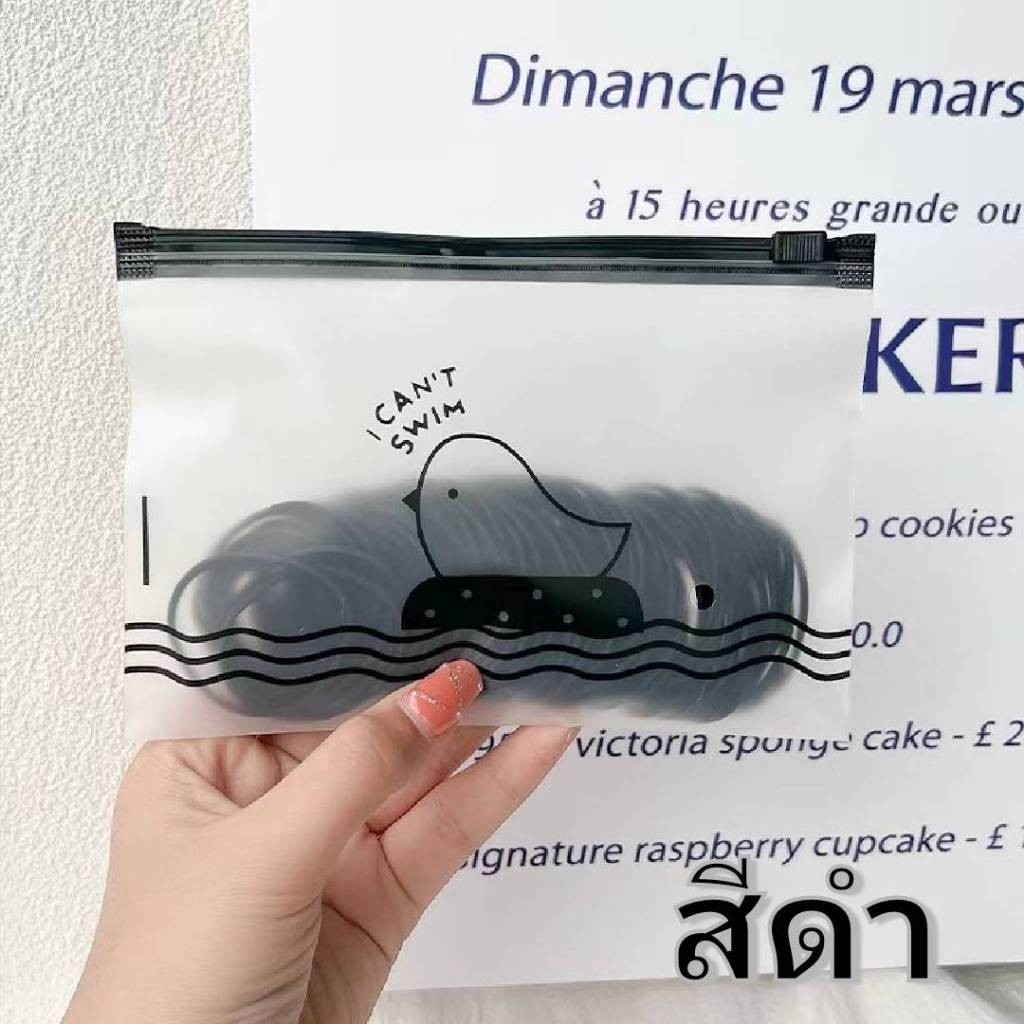 Dimanche 19 mars
à 15 heures grande
KER
I CAN'T
SWIM
cookies
0.0
victoria sponge cake - £ 2
signature raspberry cupcake - £ 1
สีดำ